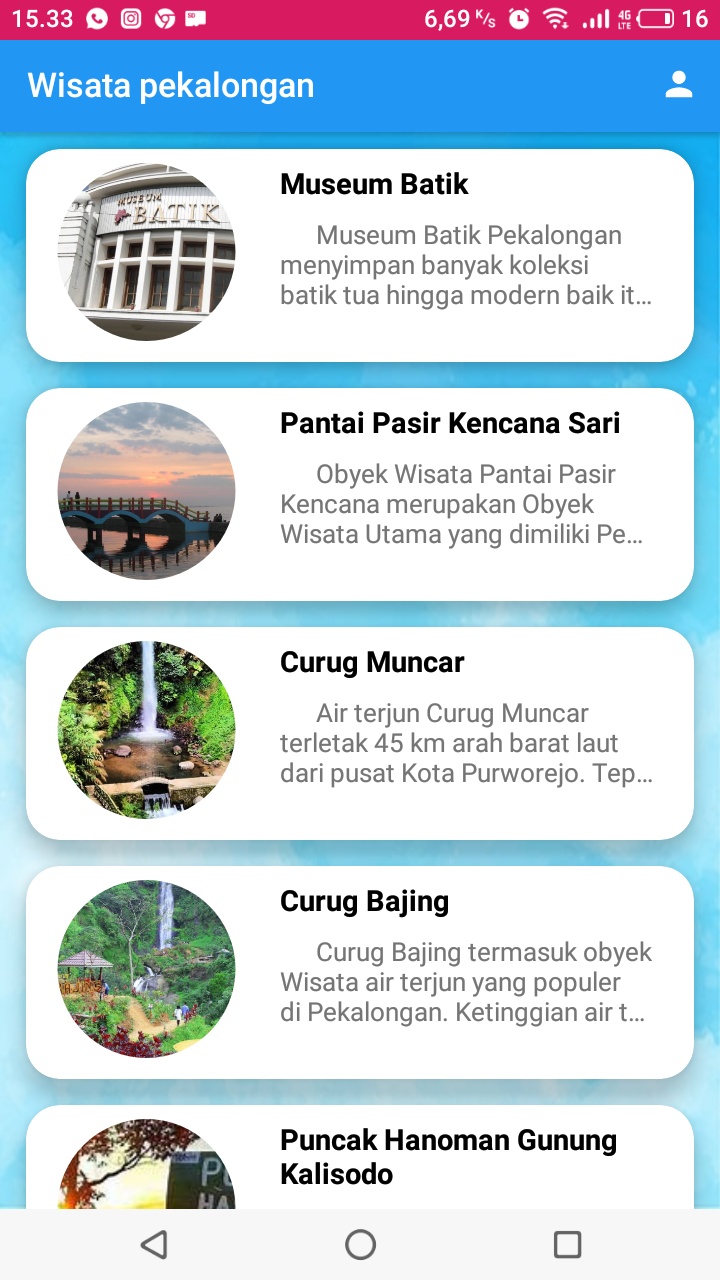 15.33
6,69 K/s
4G LTE
16
Wisata pekalongan
MUSEUM
BATIK
Museum Batik
Museum Batik Pekalongan
menyimpan banyak koleksi
batik tua hingga modern baik it…
Pantai Pasir Kencana Sari
Obyek Wisata Pantai Pasir
Kencana merupakan Obyek
Wisata Utama yang dimiliki Pe…
Curug Muncar
Air terjun Curug Muncar
terletak 45 km arah barat laut
dari pusat Kota Purworejo. Tep…
Curug Bajing
Curug Bajing termasuk obyek
Wisata air terjun yang populer
di Pekalongan. Ketinggian air t…
Puncak Hanoman Gunung
Kalisodo